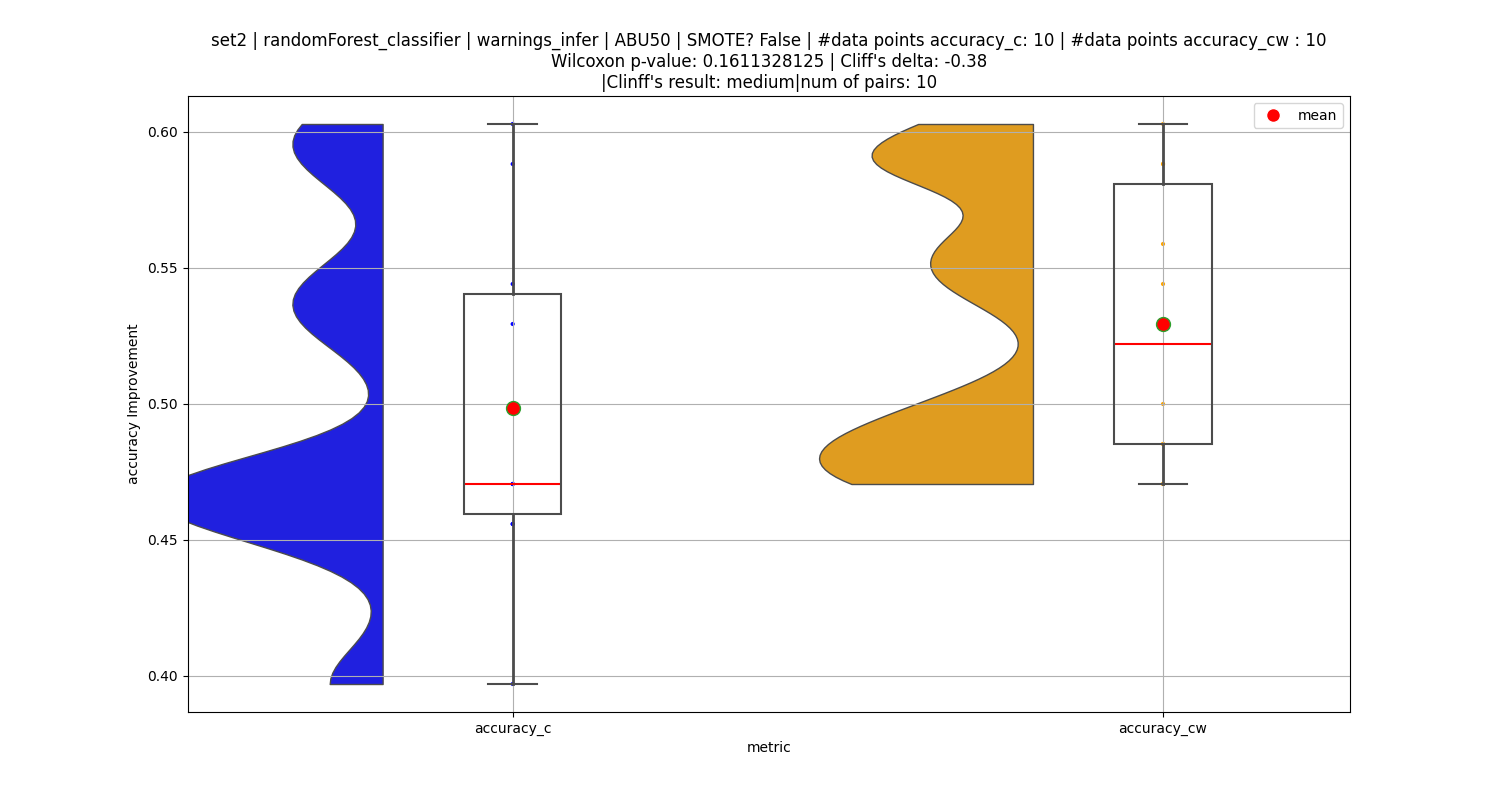 set2 | randomForest_classifier | warnings_infer | ABU50 | SMOTE? False | #data points accuracy_c: 10 | #data points accuracy_cw : 10
Wilcoxon p-value: 0.1611328125 | Cliff's delta: -0.38
|Clinff's result: medium|num of pairs: 10
mean
0.60
0.55
0.50
0.45
0.40
accuracy Improvement
accuracy_c
accuracy_cw
metric